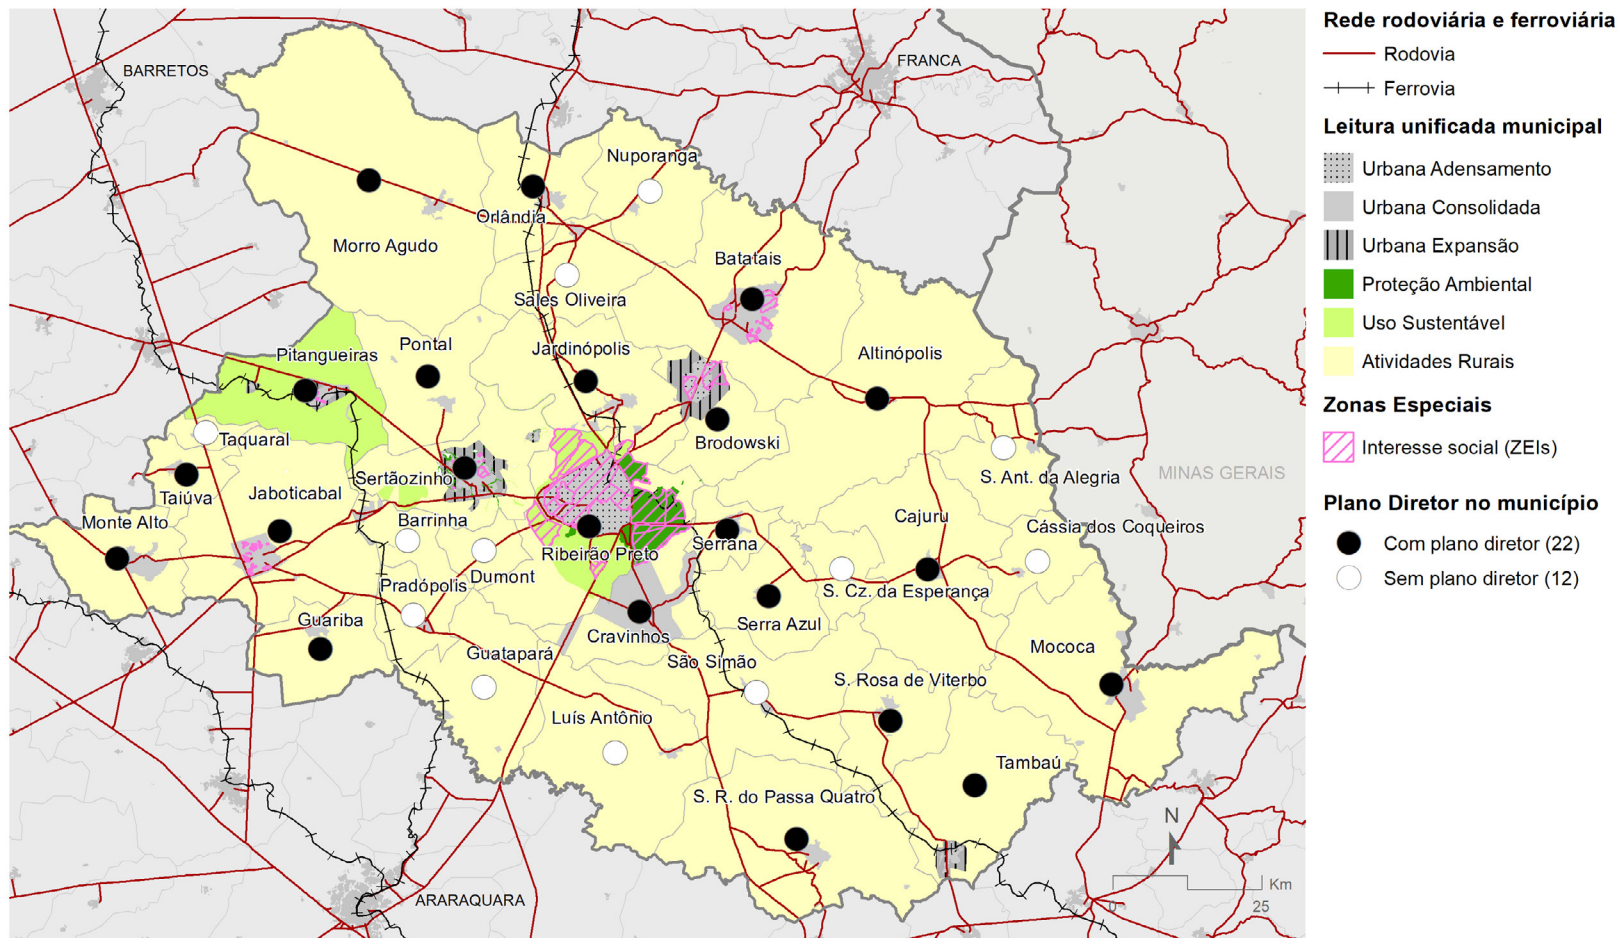 BARRETOS
FRANCA
Nuporanga
Orlândia
Morro Agudo
Batatais
Sales Oliveira
Pitangueiras
Pontal
Jardinópolis
Altinópolis
Taquaral
Brodowski
Sertãozinho
S. Ant. da Alegria
MINAS GERAIS
Taiúva
Jaboticabal
Monte Alto
Barrinha
Cajuru
Cássia dos Coqueiros
Ribeirão Preto
Serrana
Pradópolis
Dumont
S. Cz. da Esperança
Guariba
Cravinhos
Serra Azul
Guatapará
São Simão
Mococa
S. Rosa de Viterbo
Luís Antônio
Tambaú
S. R. do Passa Quatro
ARARAQUARA
N
Km
0
25
Rede rodoviária e ferroviária
Rodovia
Ferrovia
Leitura unificada municipal
Urbana Adensamento
Urbana Consolidada
Urbana Expansão
Proteção Ambiental
Uso Sustentável
Atividades Rurais
Zonas Especiais
Interesse social (ZEIs)
Plano Diretor no município
Com plano diretor (22)
Sem plano diretor (12)